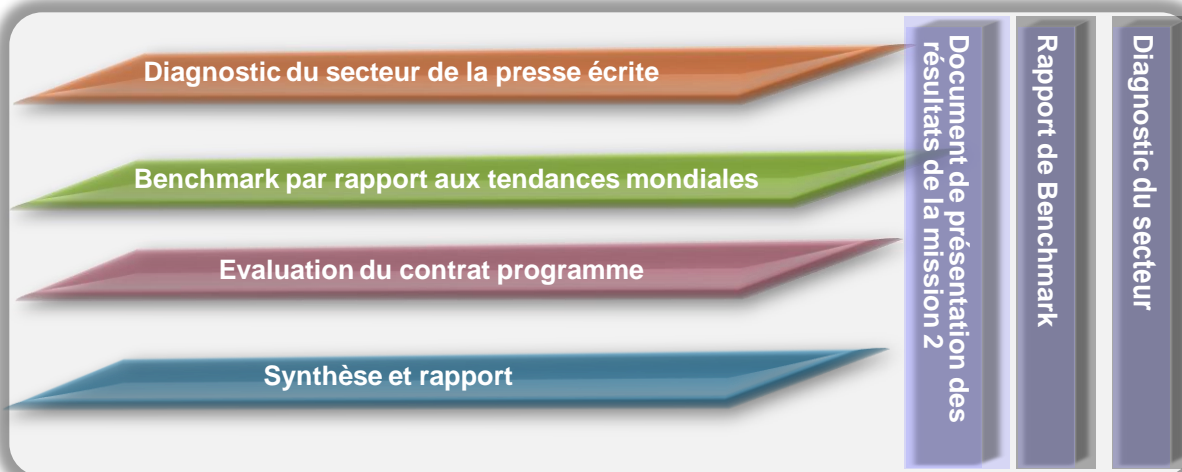 Diagnostic du secteur de la presse écrite
Benchmark par rapport aux tendances mondiales
Evaluation du contrat programme
Synthèse et rapport
Document de présentation des
résultats de la mission 2
Rapport de Benchmark
Diagnostic du secteur